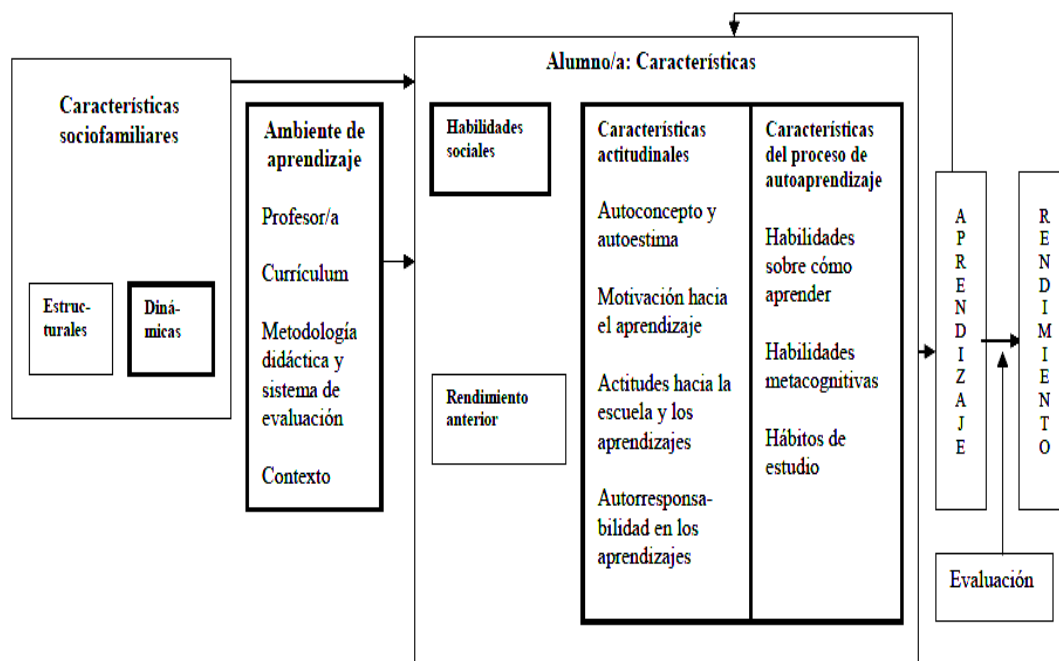 Características
sociofamiliares
Estruc-
turales
Diná-
micas
Ambiente de
aprendizaje
Profesor/a
Currículum
Metodología
didáctica y
sistema de
evaluación
Contexto
Alumno/a: Características
Habilidades
sociales
Rendimiento
anterior
Características
actitudinales
Autoconcepto y
autoestima
Motivación hacia
el aprendizaje
Actitudes hacia la
escuela y los
aprendizajes
Autorresponsa-
bilidad en los
aprendizajes
Características
del proceso de
autoaprendizaje
Habilidades
sobre cómo
aprender
Habilidades
metacognitivas
Hábitos de
estudio
APRENDIZAJE
RENDIMIENTO
Evaluación